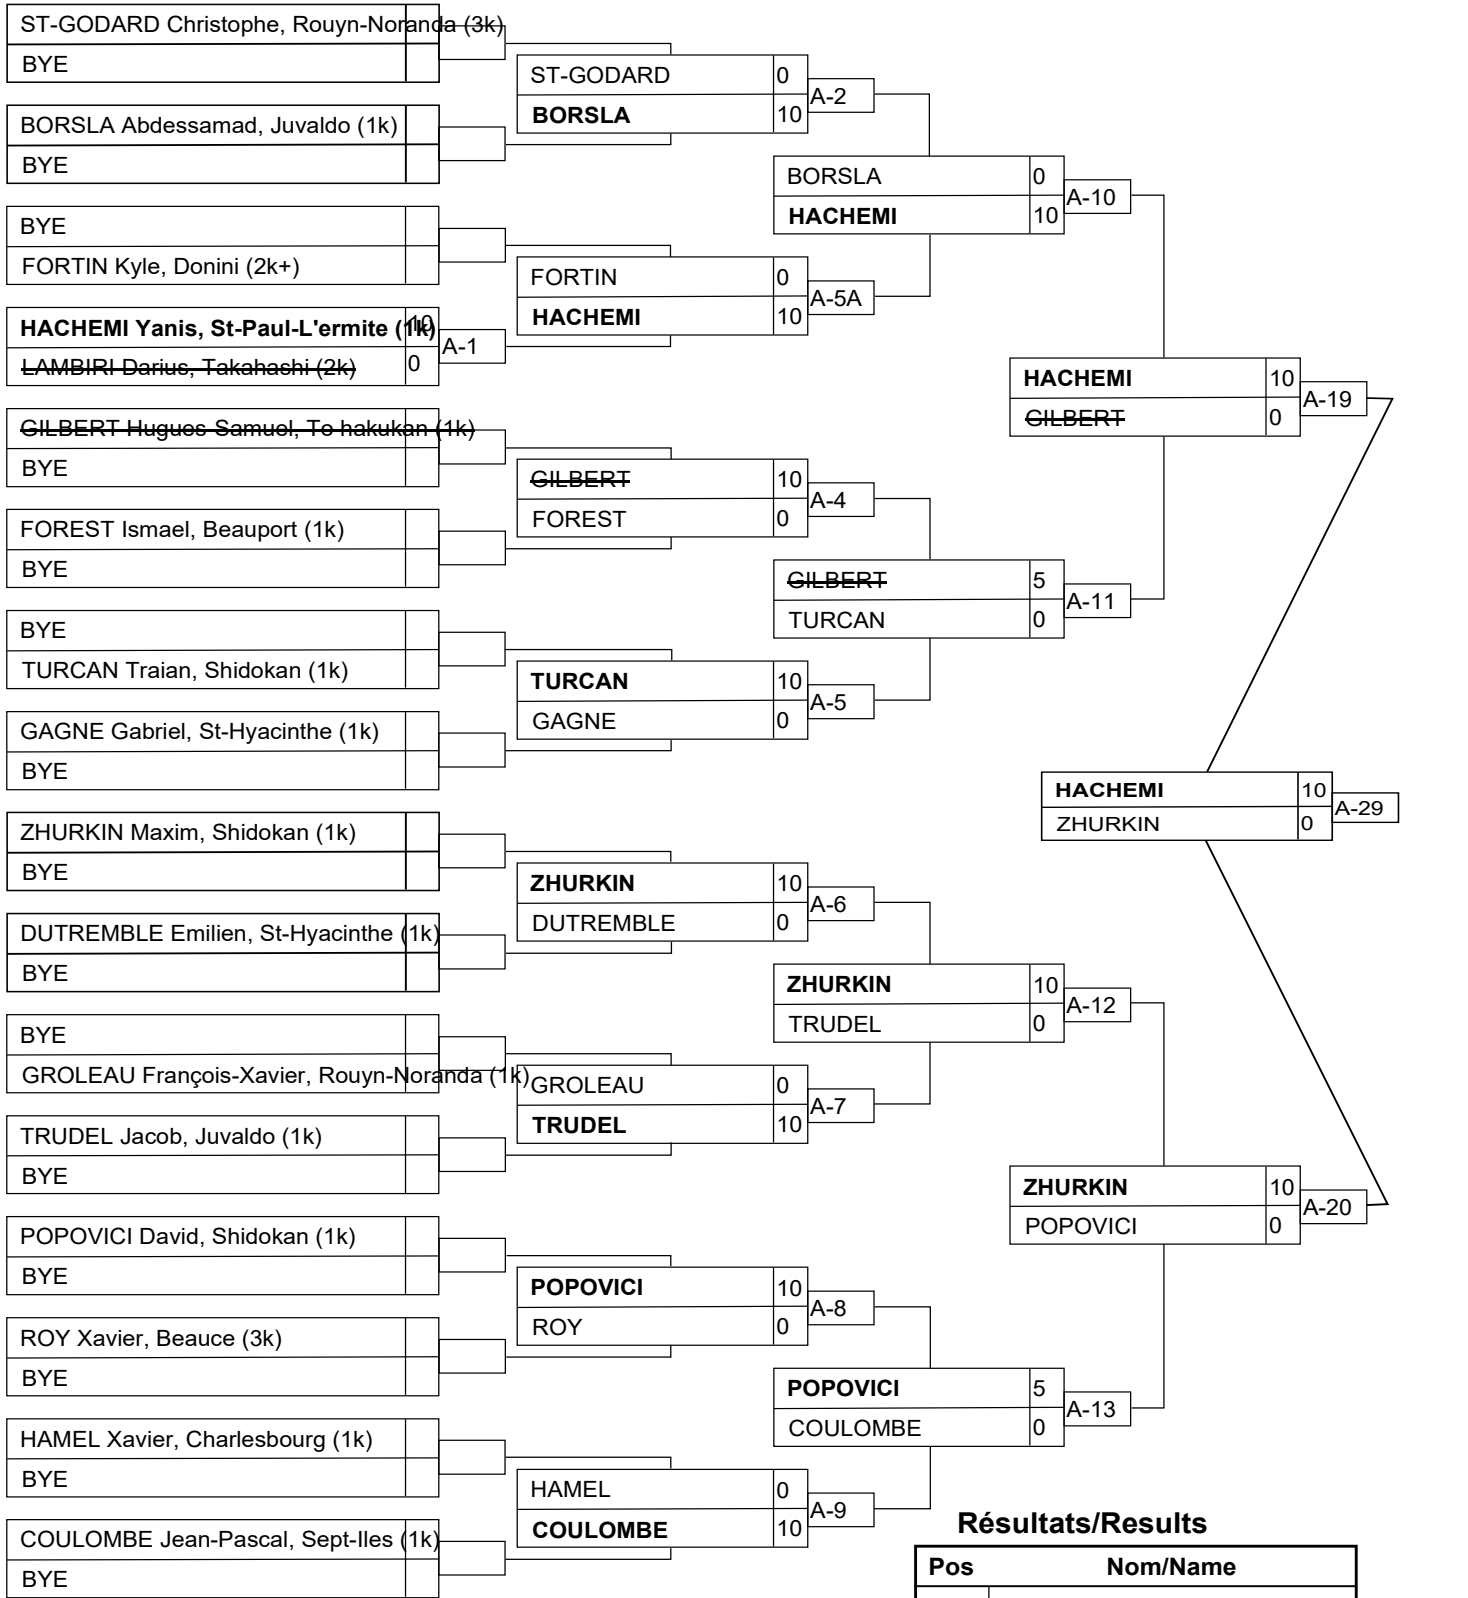 ST-GODARD Christophe, Rouyn-Noranda (3k)
BYE
BORSLA Abdessamad, Juvaldo (1k)
BYE
BYE
FORTIN Kyle, Donini (2k+)
HACHEMI Yanis, St-Paul-L'ermite (1k) 10
LAMBIRI Darius, Takahashi (2k) 0
A-1
GILBERT Hugues-Samuel, To hakukan (1k)
BYE
FOREST Ismael, Beauport (1k)
BYE
BYE
TURCAN Traian, Shidokan (1k)
GAGNE Gabriel, St-Hyacinthe (1k)
BYE
ZHURKIN Maxim, Shidokan (1k)
BYE
DUTREMBLE Emilien, St-Hyacinthe (1k)
BYE
BYE
GROLEAU François-Xavier, Rouyn-Noranda (1k)
TRUDEL Jacob, Juvaldo (1k)
BYE
POPOVICI David, Shidokan (1k)
BYE
ROY Xavier, Beauce (3k)
BYE
HAMEL Xavier, Charlesbourg (1k)
BYE
COULOMBE Jean-Pascal, Sept-Iles (1k)
BYE
ST-GODARD 0
BORSLA 10
A-2
FORTIN 0
HACHEMI 10
A-5A
GILBERT 10
FOREST 0
A-4
TURCAN 10
GAGNE 0
A-5
ZHURKIN 10
DUTREMBLE 0
A-6
GROLEAU 0
TRUDEL 10
A-7
POPOVICI 10
ROY 0
A-8
HAMEL 0
COULOMBE 10
A-9
BORSLA 0
HACHEMI 10
A-10
GILBERT 5
TURCAN 0
A-11
ZHURKIN 10
TRUDEL 0
A-12
POPOVICI 5
COULOMBE 0
A-13
HACHEMI 10
GILBERT 0
A-19
ZHURKIN 10
POPOVICI 0
A-20
HACHEMI 10
ZHURKIN 0
A-29
Résultats/Results
Pos Nom/Name